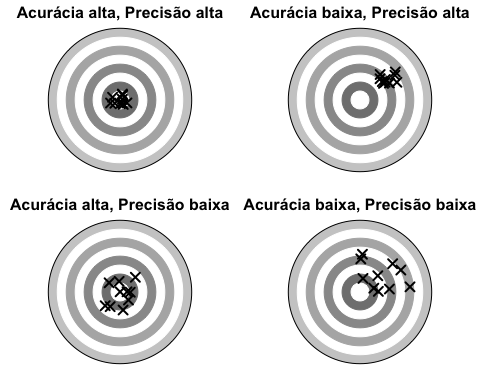 Acurácia alta, Precisão alta
Acurácia baixa, Precisão alta
Acurácia alta, Precisão baixa
Acurácia baixa, Precisão baixa